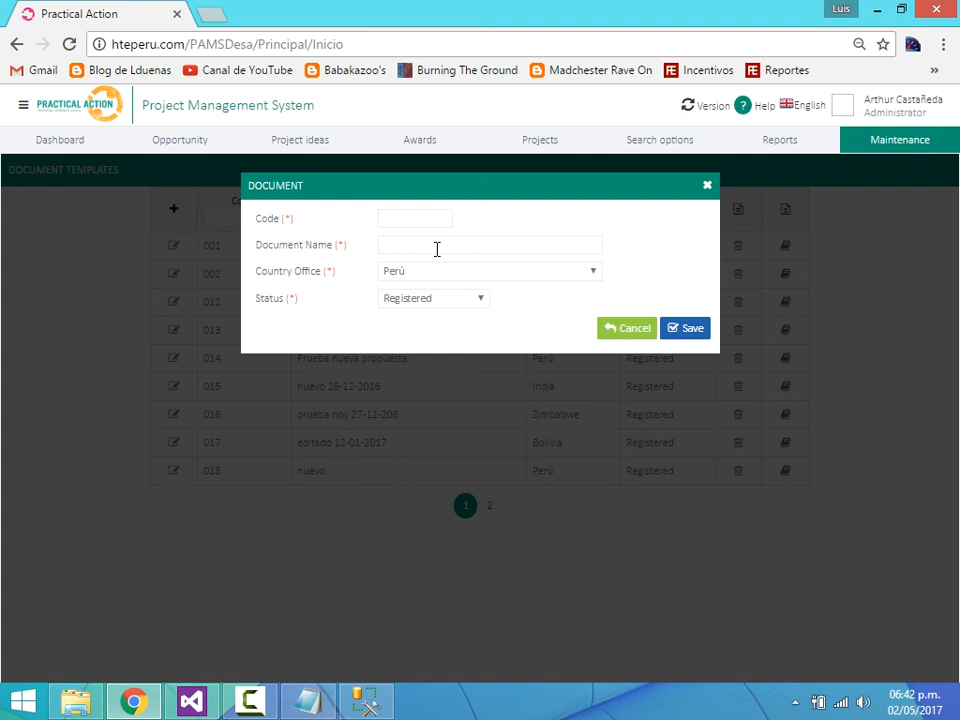 Practical Action
Luis
hteperu.com/PAMSDesa/Principal/Inicio
Gmail Blog de Lduenas Canal de YouTube Babakazoo's Burning The Ground Madchester Rave On FE Incentivos FE Reportes »
PRACTICAL ACTION Project Management System Version ? Help English Arthur Castañeda
Administrator
Dashboard Opportunity Project ideas Awards Projects Search options Reports Maintenance
DOCUMENT TEMPLATES
DOCUMENT
Code (*)
Document Name (*)
Country Office (*) Perú
Status (*) Registered
Cancel Save
001
002
012
013
014 Prueba nueva propuesta Perú Registered
015 nuevo 26-12-2016 India Registered
016 prueba hoy 27-12-206 Zimbabwe Registered
017 editado 12-01-2017 Bolivia Registered
018 nuevo Perú Registered
1 2
06:42 p.m.
02/05/2017